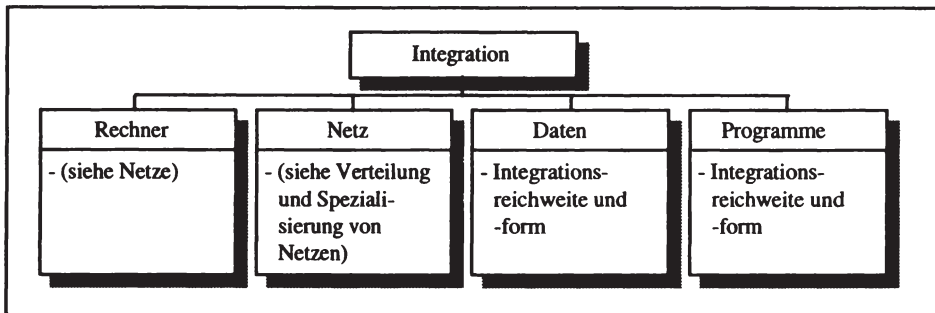 Integration
Rechner
- (siehe Netze)
Netz
- (siehe Verteilung
und Speziali-
sierung von
Netzen)
Daten
- Integrations-
reichweite und
-form
Programme
- Integrations-
reichweite und
-form